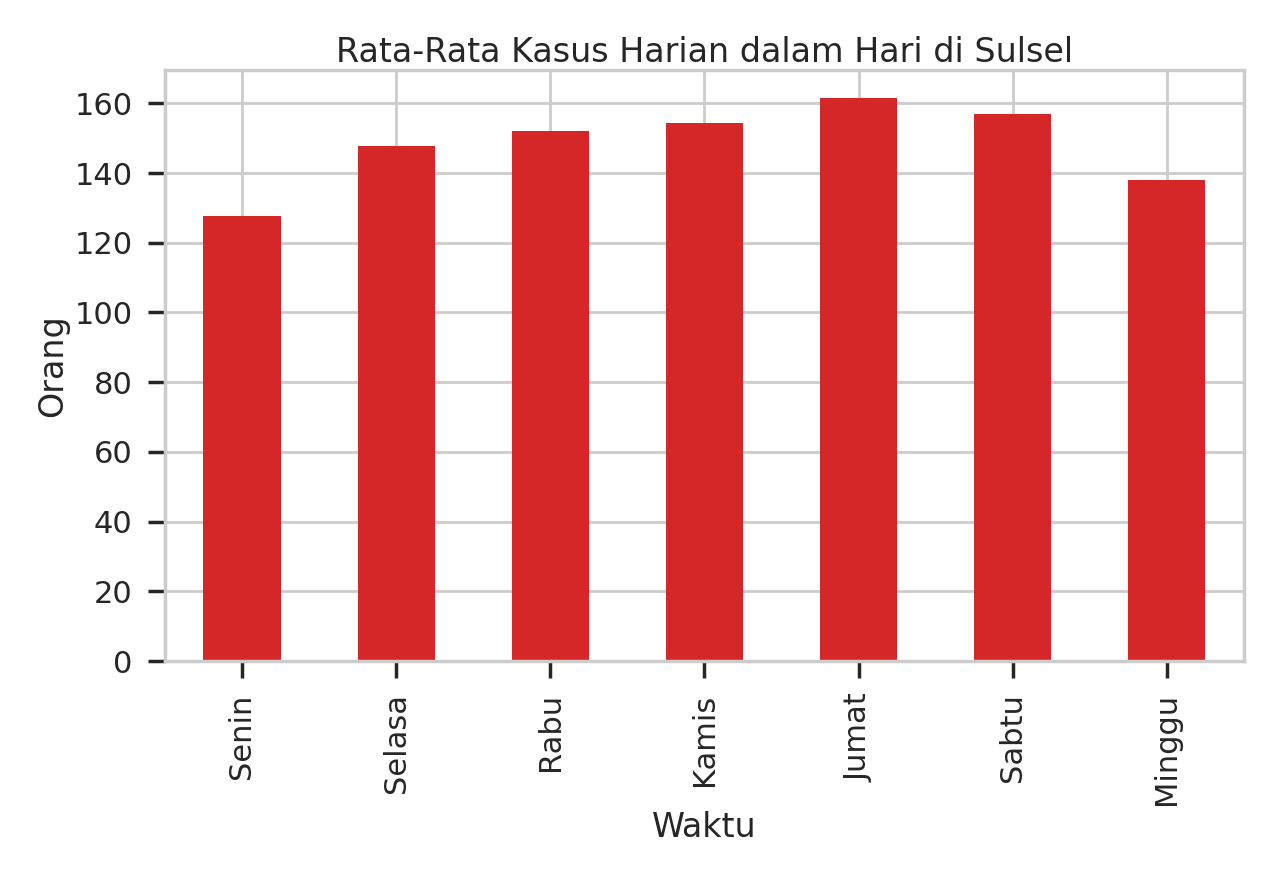 Rata-Rata Kasus Harian dalam Hari di Sulsel
160
140
120
100
80
60
40
20
0
Orang
Senin
Selasa
Rabu
Kamis
Jumat
Sabtu
Minggu
Waktu